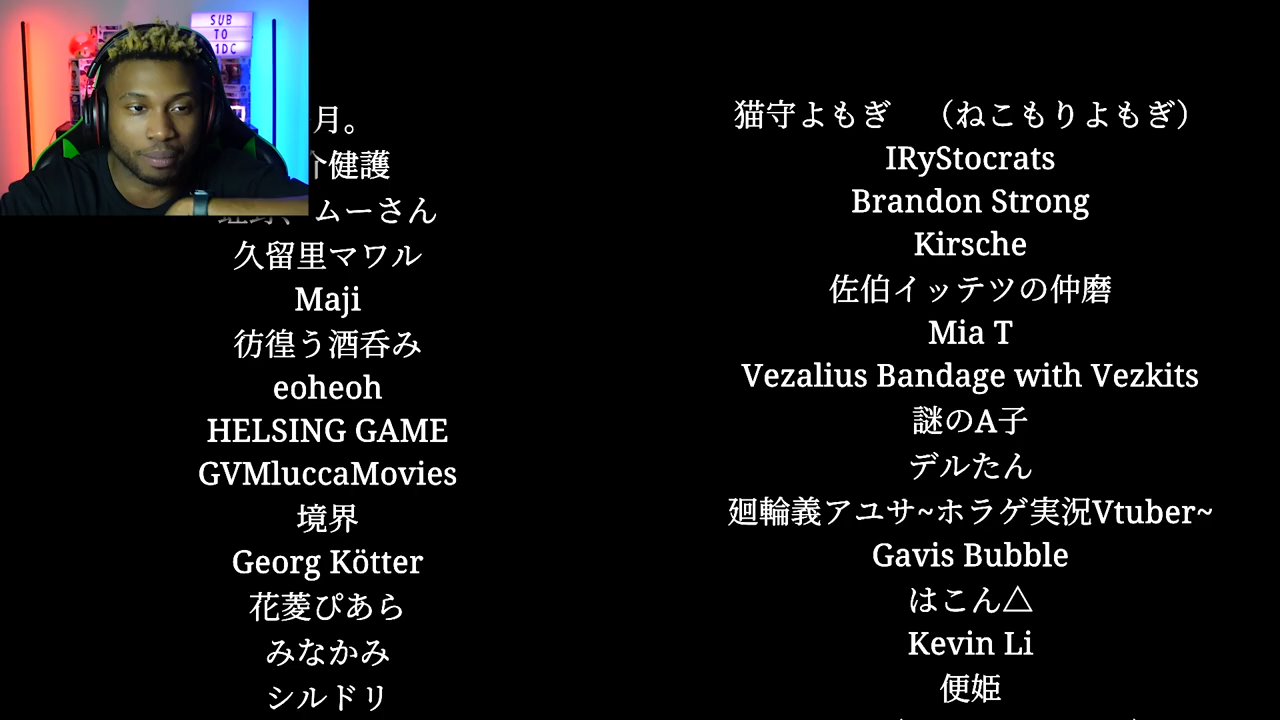 SUB
TO
1DC
月。
介健護
ムーさん
久留里マワル
Maji
彷徨う酒呑み
eoheoh
HELSING GAME
GVMluccaMovies
境界
Georg Kötter
花菱ぴあら
みなかみ
シルドリ
猫守よもぎ （ねこもりよもぎ）
IRyStocrats
Brandon Strong
Kirsche
佐伯イッテツの仲磨
Mia T
Vezalius Bandage with Vezkits
謎のA子
デルたん
廻輪義アユサ~ホラゲ実況Vtuber~
Gavis Bubble
はこん△
Kevin Li
便姫